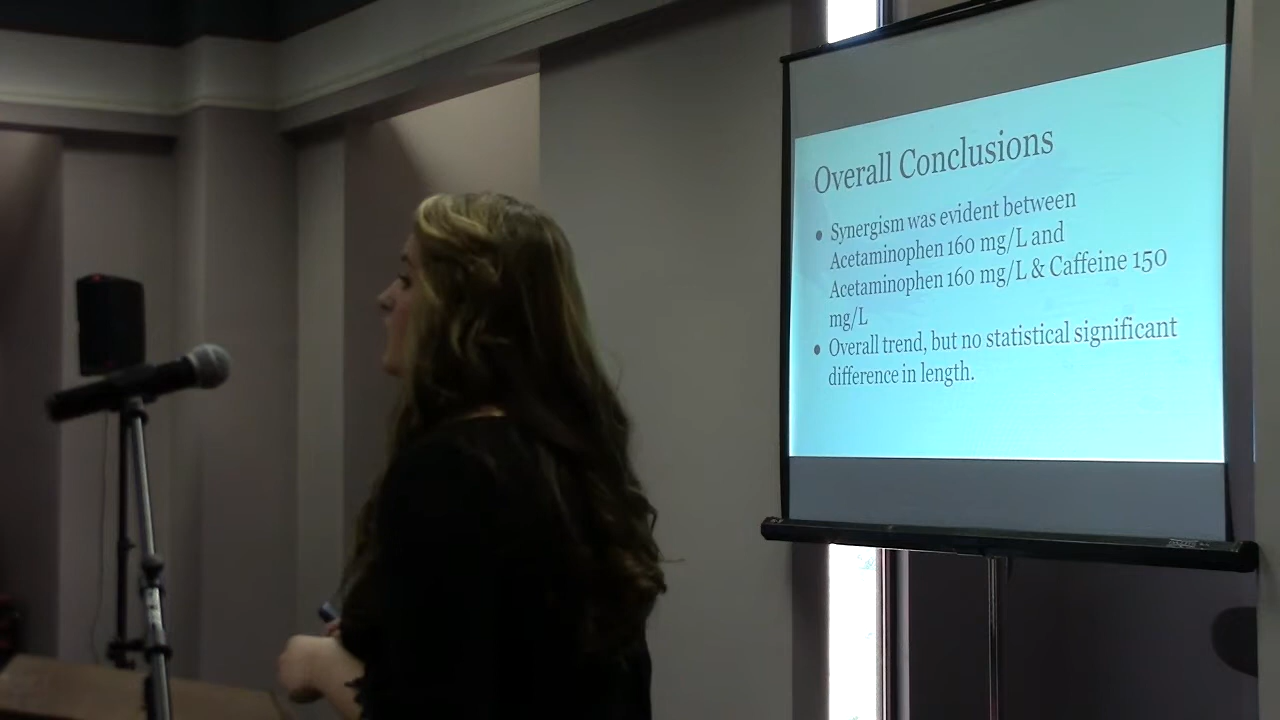 Overall Conclusions
• Synergism was evident between
Acetaminophen 160 mg/L and
Acetaminophen 160 mg/L & Caffeine 150
mg/L
• Overall trend, but no statistical significant
difference in length.